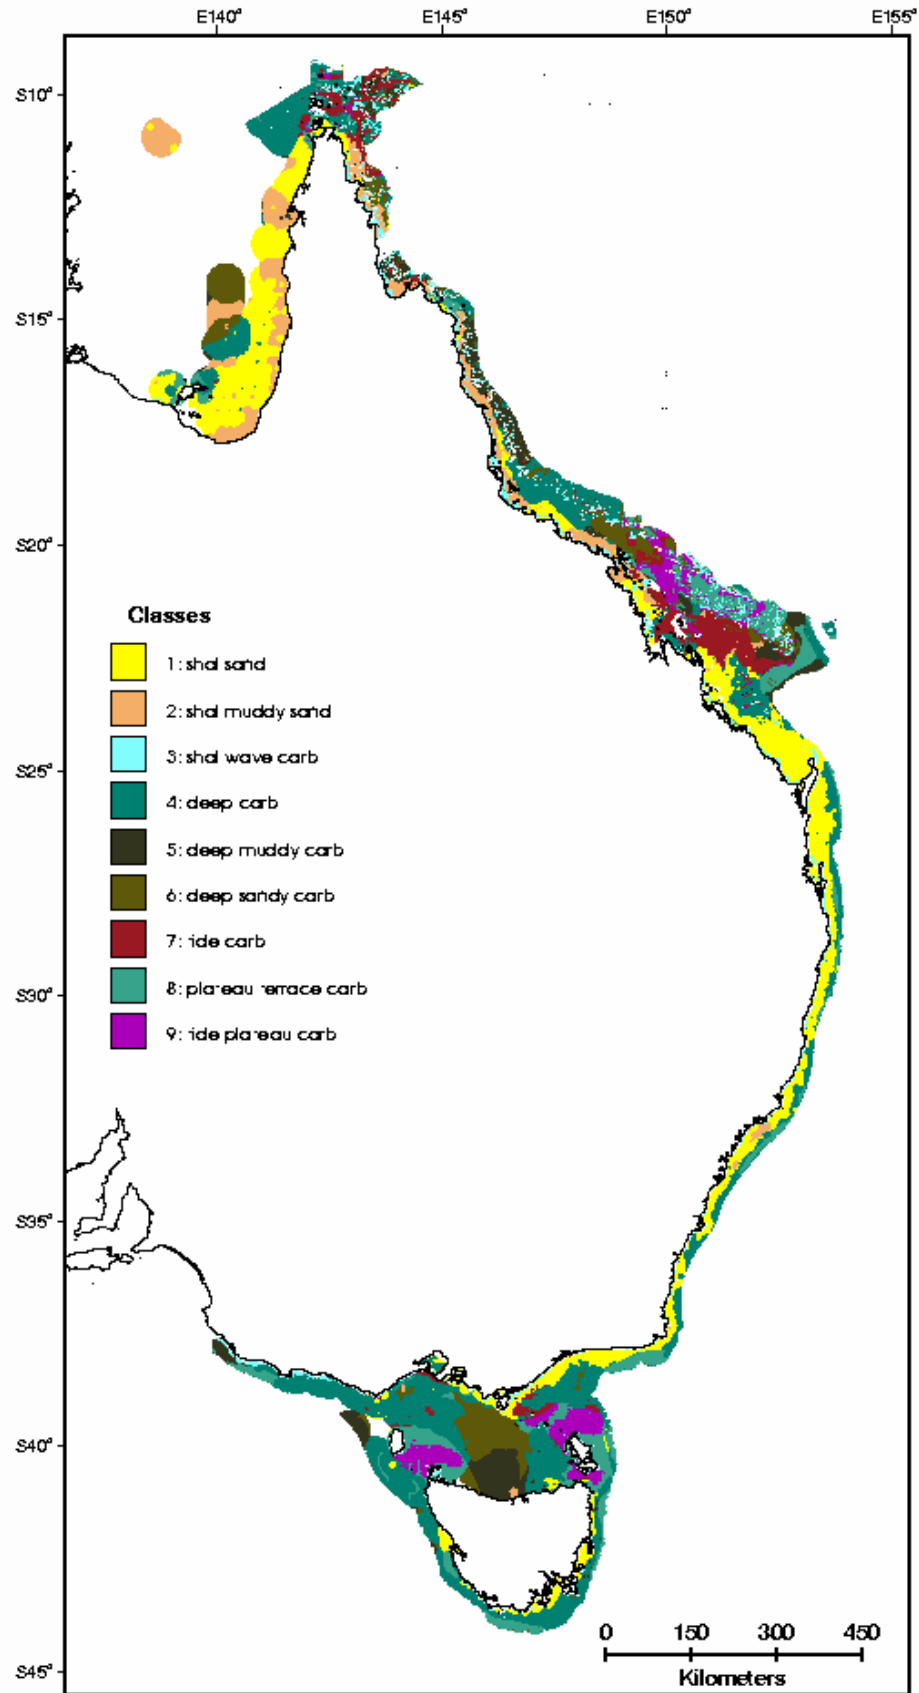 E140° E145° E150° E155°
S10°
S15°
S20°
Classes
1: shal sand
2: shal muddy sand
3: shal wave carb
4: deep carb
S25°
5: deep muddy carb
6: deep sandy carb
7: tide carb
8: plateau terrace carb
S30°
9: tide plateau carb
S35°
S40°
0 150 300 450
S45°
Kilometers